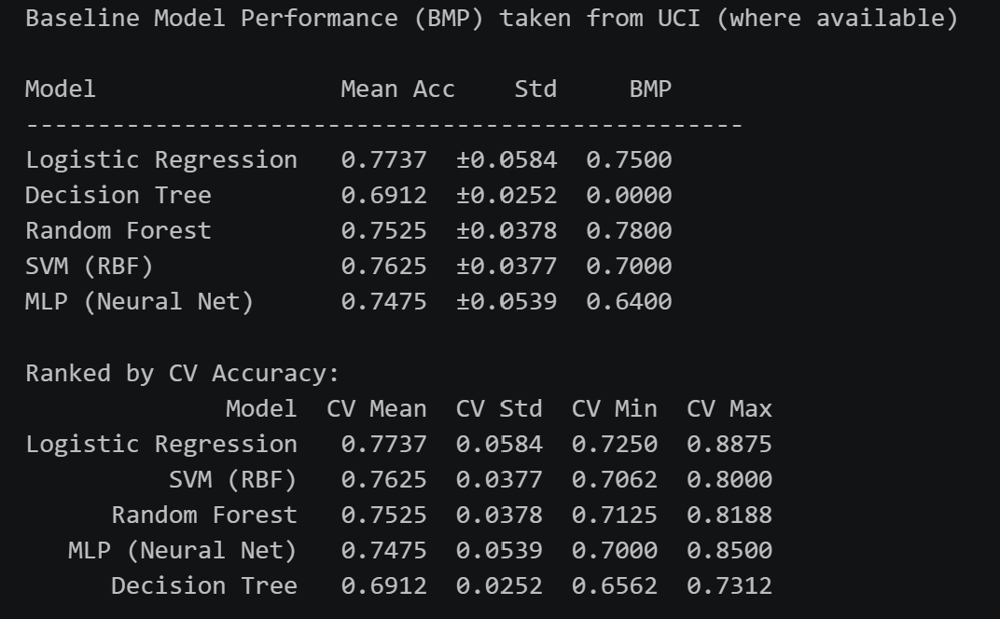 Baseline Model Performance (BMP) taken from UCI (where available)
Model Mean Acc Std BMP
--------------------------------------------------
Logistic Regression 0.7737 ±0.0584 0.7500
Decision Tree 0.6912 ±0.0252 0.0000
Random Forest 0.7525 ±0.0378 0.7800
SVM (RBF) 0.7625 ±0.0377 0.7000
MLP (Neural Net) 0.7475 ±0.0539 0.6400
Ranked by CV Accuracy:
Model CV Mean CV Std CV Min CV Max
Logistic Regression 0.7737 0.0584 0.7250 0.8875
SVM (RBF) 0.7625 0.0377 0.7062 0.8000
Random Forest 0.7525 0.0378 0.7125 0.8188
MLP (Neural Net) 0.7475 0.0539 0.7000 0.8500
Decision Tree 0.6912 0.0252 0.6562 0.7312